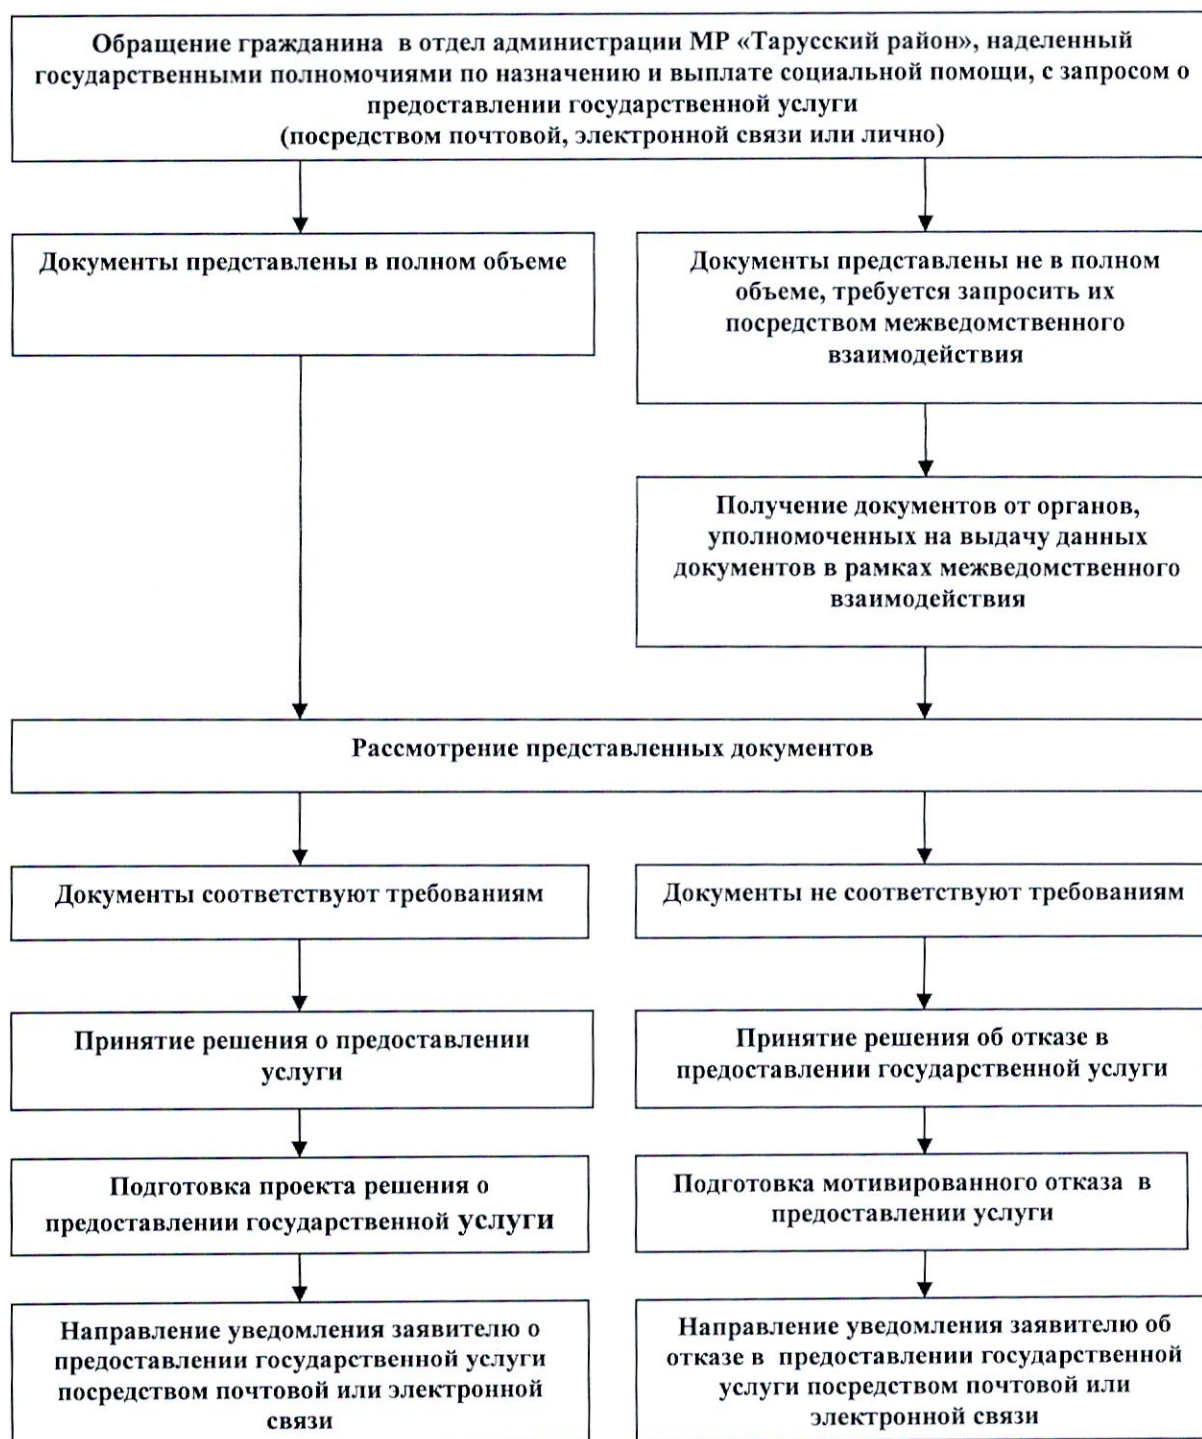 Обращение гражданина в отдел администрации МР «Тарусский район», наделенный
государственными полномочиями по назначению и выплате социальной помощи, с запросом о
предоставлении государственной услуги
(посредством почтовой, электронной связи или лично)
Документы представлены в полном объеме
Документы представлены не в полном
объеме, требуется запросить их
посредством межведомственного
взаимодействия
Получение документов от органов,
уполномоченных на выдачу данных
документов в рамках межведомственного
взаимодействия
Рассмотрение представленных документов
Документы соответствуют требованиям
Документы не соответствуют требованиям
Принятие решения о предоставлении
услуги
Принятие решения об отказе в
предоставлении государственной услуги
Подготовка проекта решения о
предоставлении государственной услуги
Подготовка мотивированного отказа в
предоставлении услуги
Направление уведомления заявителю о
предоставлении государственной услуги
посредством почтовой или электронной
связи
Направление уведомления заявителю об
отказе в предоставлении государственной
услуги посредством почтовой или
электронной связи